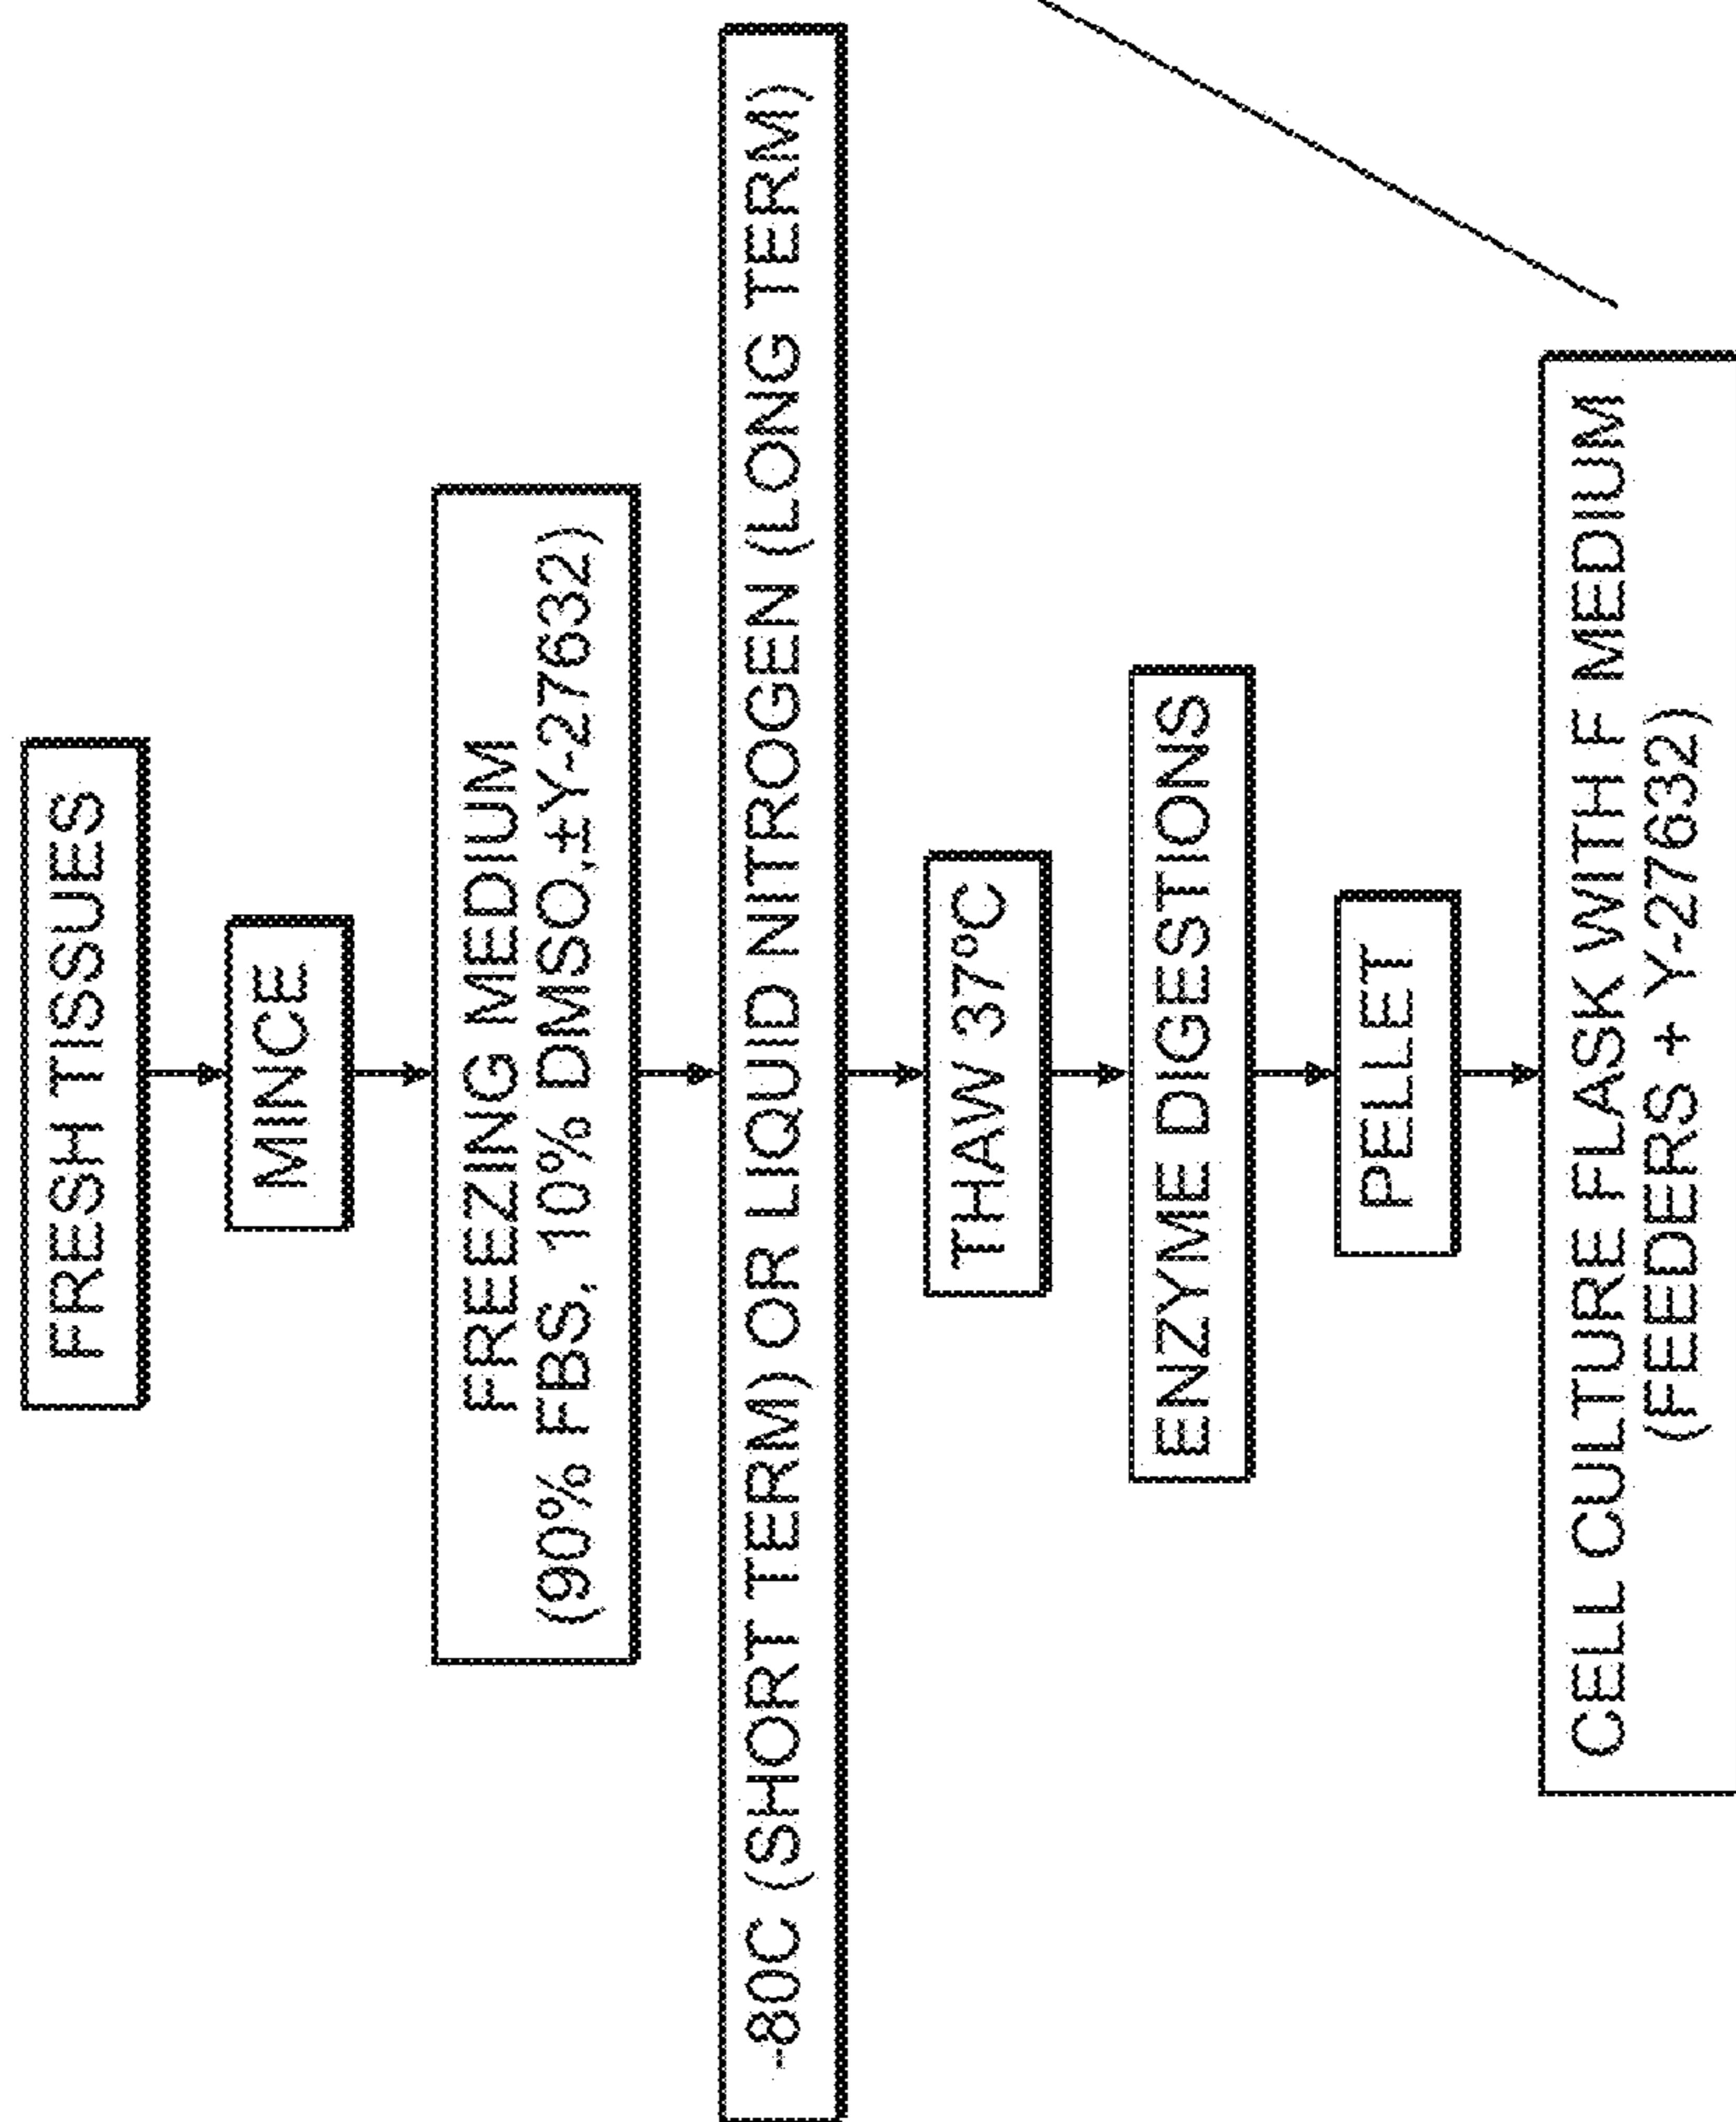 FRESH TISSUES
MINCE
FREEZING MEDIUM
(90% FBS, 10% DMSO,±Y-27632)
-80C (SHORT TERM) OR LIQUID NITROGEN (LONG TERM)
THAW 37ºC
ENZYME DIGESTIONS
PELLET
CELL CULTURE FLASK WITH F MEDIUM
(FEEDERS + Y-27632)